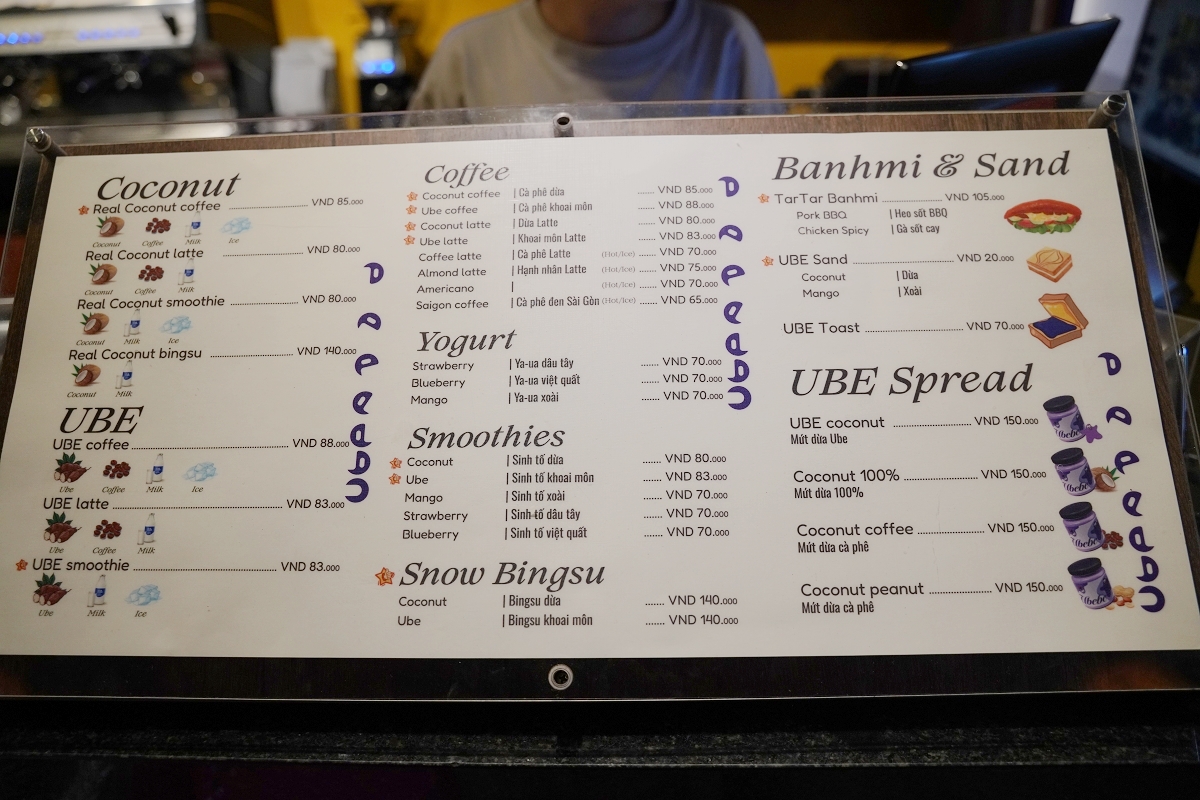 Coconut
Real Coconut coffee ........ VND 85.000
Coconut Coffee Milk Ice
Real Coconut latte ........ VND 80.000
Coconut Coffee Milk
Real Coconut smoothie ........ VND 80.000
Coconut Milk Ice
Real Coconut bingsu ........ VND 140.000
Coconut Milk
UBE
UBE coffee ........ VND 88.000
Ube Coffee Milk Ice
UBE latte ........ VND 83.000
Ube Coffee Milk
UBE smoothie ........ VND 83.000
Ube Milk Ice
Coffee
Coconut coffee | Cà phê dừa ...... VND 85.000
Ube coffee | Cà phê khoai môn ...... VND 88.000
Coconut latte | Dừa Latte ...... VND 80.000
Ube latte | Khoai môn Latte ...... VND 83.000
Coffee latte | Cà phê Latte (Hot/Ice) ...... VND 70.000
Almond latte | Hạnh nhân Latte (Hot/Ice) ...... VND 75.000
Americano | (Hot/Ice) ...... VND 70.000
Saigon coffee | Cà phê đen Sài Gòn (Hot/Ice) ...... VND 65.000
Yogurt
Strawberry | Ya-ua dâu tây ...... VND 70.000
Blueberry | Ya-ua việt quất ...... VND 70.000
Mango | Ya-ua xoài ...... VND 70.000
Smoothies
Coconut | Sinh tố dừa ...... VND 80.000
Ube | Sinh tố khoai môn ...... VND 83.000
Mango | Sinh tố xoài ...... VND 70.000
Strawberry | Sinh tố dâu tây ...... VND 70.000
Blueberry | Sinh tố việt quất ...... VND 70.000
Snow Bingsu
Coconut | Bingsu dừa ...... VND 140.000
Ube | Bingsu khoai môn ...... VND 140.000
Banhmi & Sand
TarTar Banhmi ........ VND 105.000
Pork BBQ | Heo sốt BBQ
Chicken Spicy | Gà sốt cay
UBE Sand ........ VND 20.000
Coconut | Dừa
Mango | Xoài
UBE Toast ........ VND 70.000
UBE Spread
UBE coconut ........ VND 150.000
Mứt dừa Ube
Coconut 100% ........ VND 150.000
Mứt dừa 100%
Coconut coffee ........ VND 150.000
Mứt dừa cà phê
Coconut peanut ........ VND 150.000
Mứt dừa cà phê